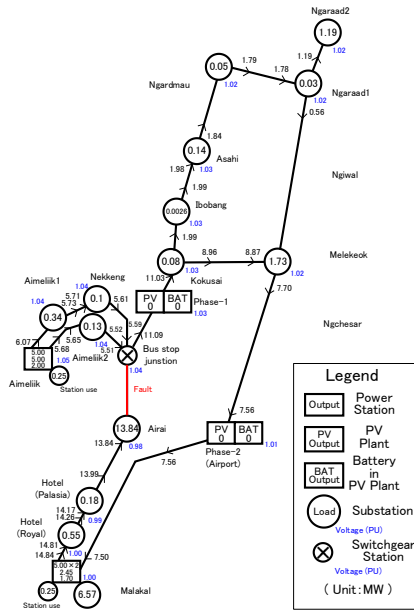 Ngaraad2
1.19
1.02
1.19
0.05
1.79
1.78
0.03
1.02
Ngardmau
Ngaraad1
1.02
0.56
1.84
0.14
Asahi
1.98
1.03
Ngiwal
1.99
Ibobang
0.0026
1.03
1.99
Melekeok
8.96
8.87
1.73
0.08
1.03
1.02
Kokusai
11.03
7.70
Nekkeng
1.04
PV
0
BAT
0
Phase-1
1.03
Aimeliik1
5.71
5.73
0.1
5.61
1.04
0.34
0.13
5.52
5.59
11.09
Ngchesar
6.07
5.65
5.68
1.04
5.51
Aimeliik2
Bus stop
junstion
1.04
5.00
5.00
2.00
1.05
Aimeliik
0.25
Station use
Fault
13.84
Airai
0.98
13.84
7.56
PV
0
BAT
0
1.01
Phase-2
(Airport)
7.56
13.99
Hotel
(Palasia)
0.18
14.17
0.99
14.26
Hotel
(Royal)
0.55
14.81
1.00
14.84
7.50
5.00×2
2.45
1.70
1.00
0.25
Station use
6.57
Malakal
Legend
Output
Power
Station
PV
Output
PV
Plant
BAT
Output
Battery
in
PV Plant
Load
Substation
Voltage (PU)
Switchgear
Station
Voltage (PU)
( Unit：MW )